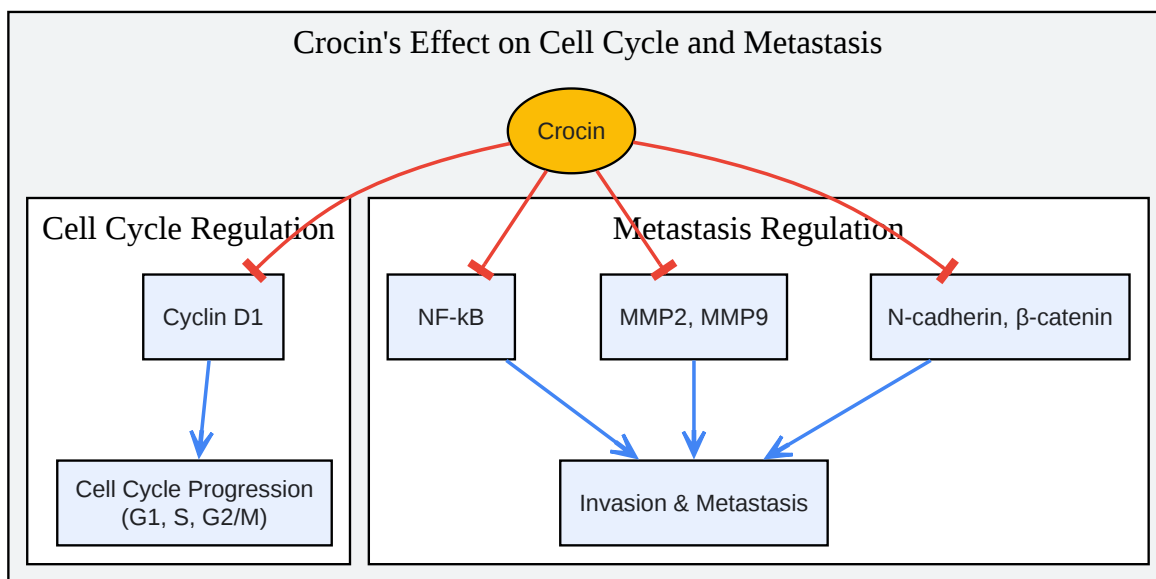 Crocin's Effect on Cell Cycle and Metastasis
Crocin
Cell Cycle Regulation
Metastasis Regulation
Cyclin D1
NF-kB
MMP2, MMP9
N-cadherin, β-catenin
Cell Cycle Progression
(G1, S, G2/M)
Invasion & Metastasis